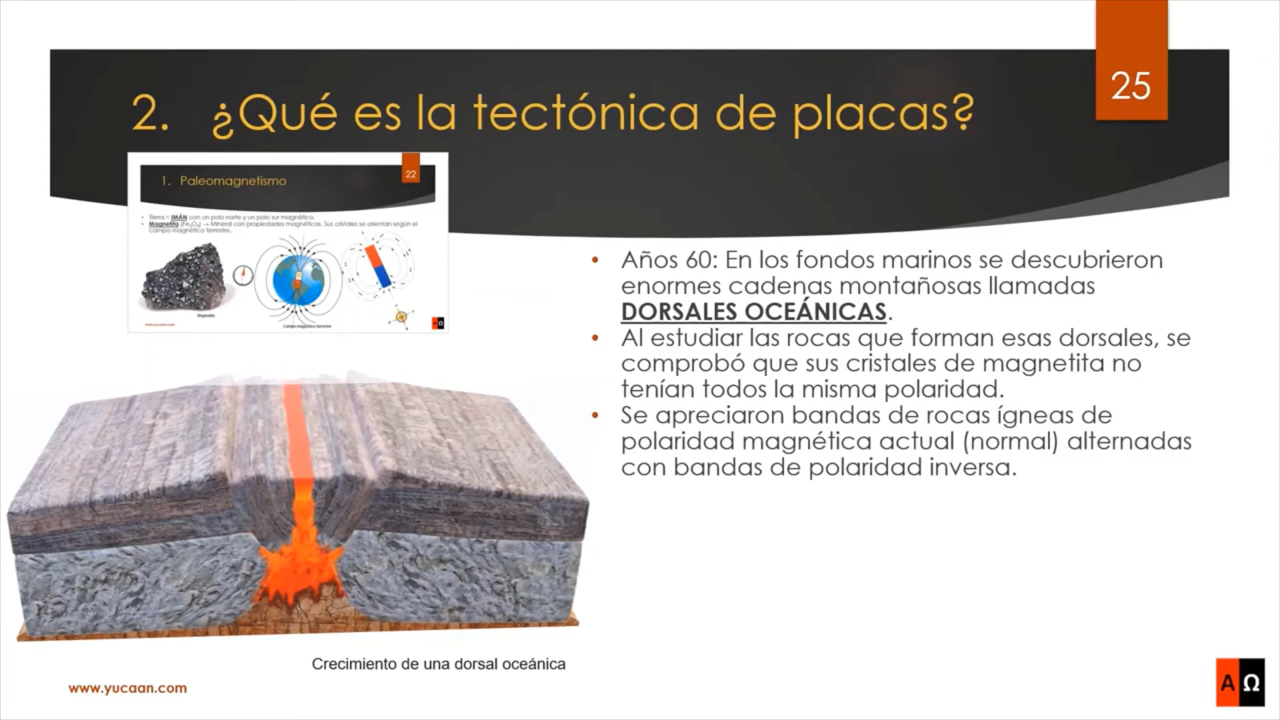 25
2. ¿Qué es la tectónica de placas?
22
1. Paleomagnetismo
• Tierra = IMÁN con un polo norte y un polo sur magnético.
• Magnetita (Fe₃O₄) → Mineral con propiedades magnéticas. Sus cristales se orientan según el
campo magnético terrestre.
Magnetita
Campo magnético terrestre
www.yucaan.com
AΩ
• Años 60: En los fondos marinos se descubrieron
enormes cadenas montañosas llamadas
DORSALES OCEÁNICAS.
• Al estudiar las rocas que forman esas dorsales, se
comprobó que sus cristales de magnetita no
tenían todos la misma polaridad.
• Se apreciaron bandas de rocas ígneas de
polaridad magnética actual (normal) alternadas
con bandas de polaridad inversa.
Crecimiento de una dorsal oceánica
www.yucaan.com
AΩ